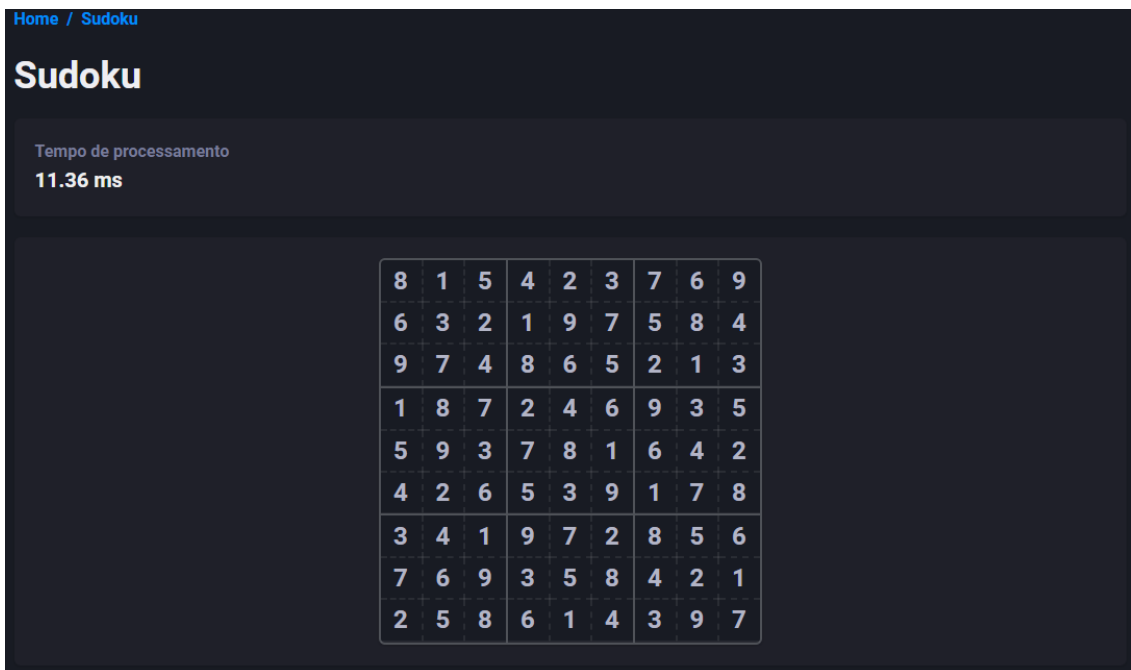 Home / Sudoku
Sudoku
Tempo de processamento
11.36 ms
8 1 5 4 2 3 7 6 9
6 3 2 1 9 7 5 8 4
9 7 4 8 6 5 2 1 3
1 8 7 2 4 6 9 3 5
5 9 3 7 8 1 6 4 2
4 2 6 5 3 9 1 7 8
3 4 1 9 7 2 8 5 6
7 6 9 3 5 8 4 2 1
2 5 8 6 1 4 3 9 7